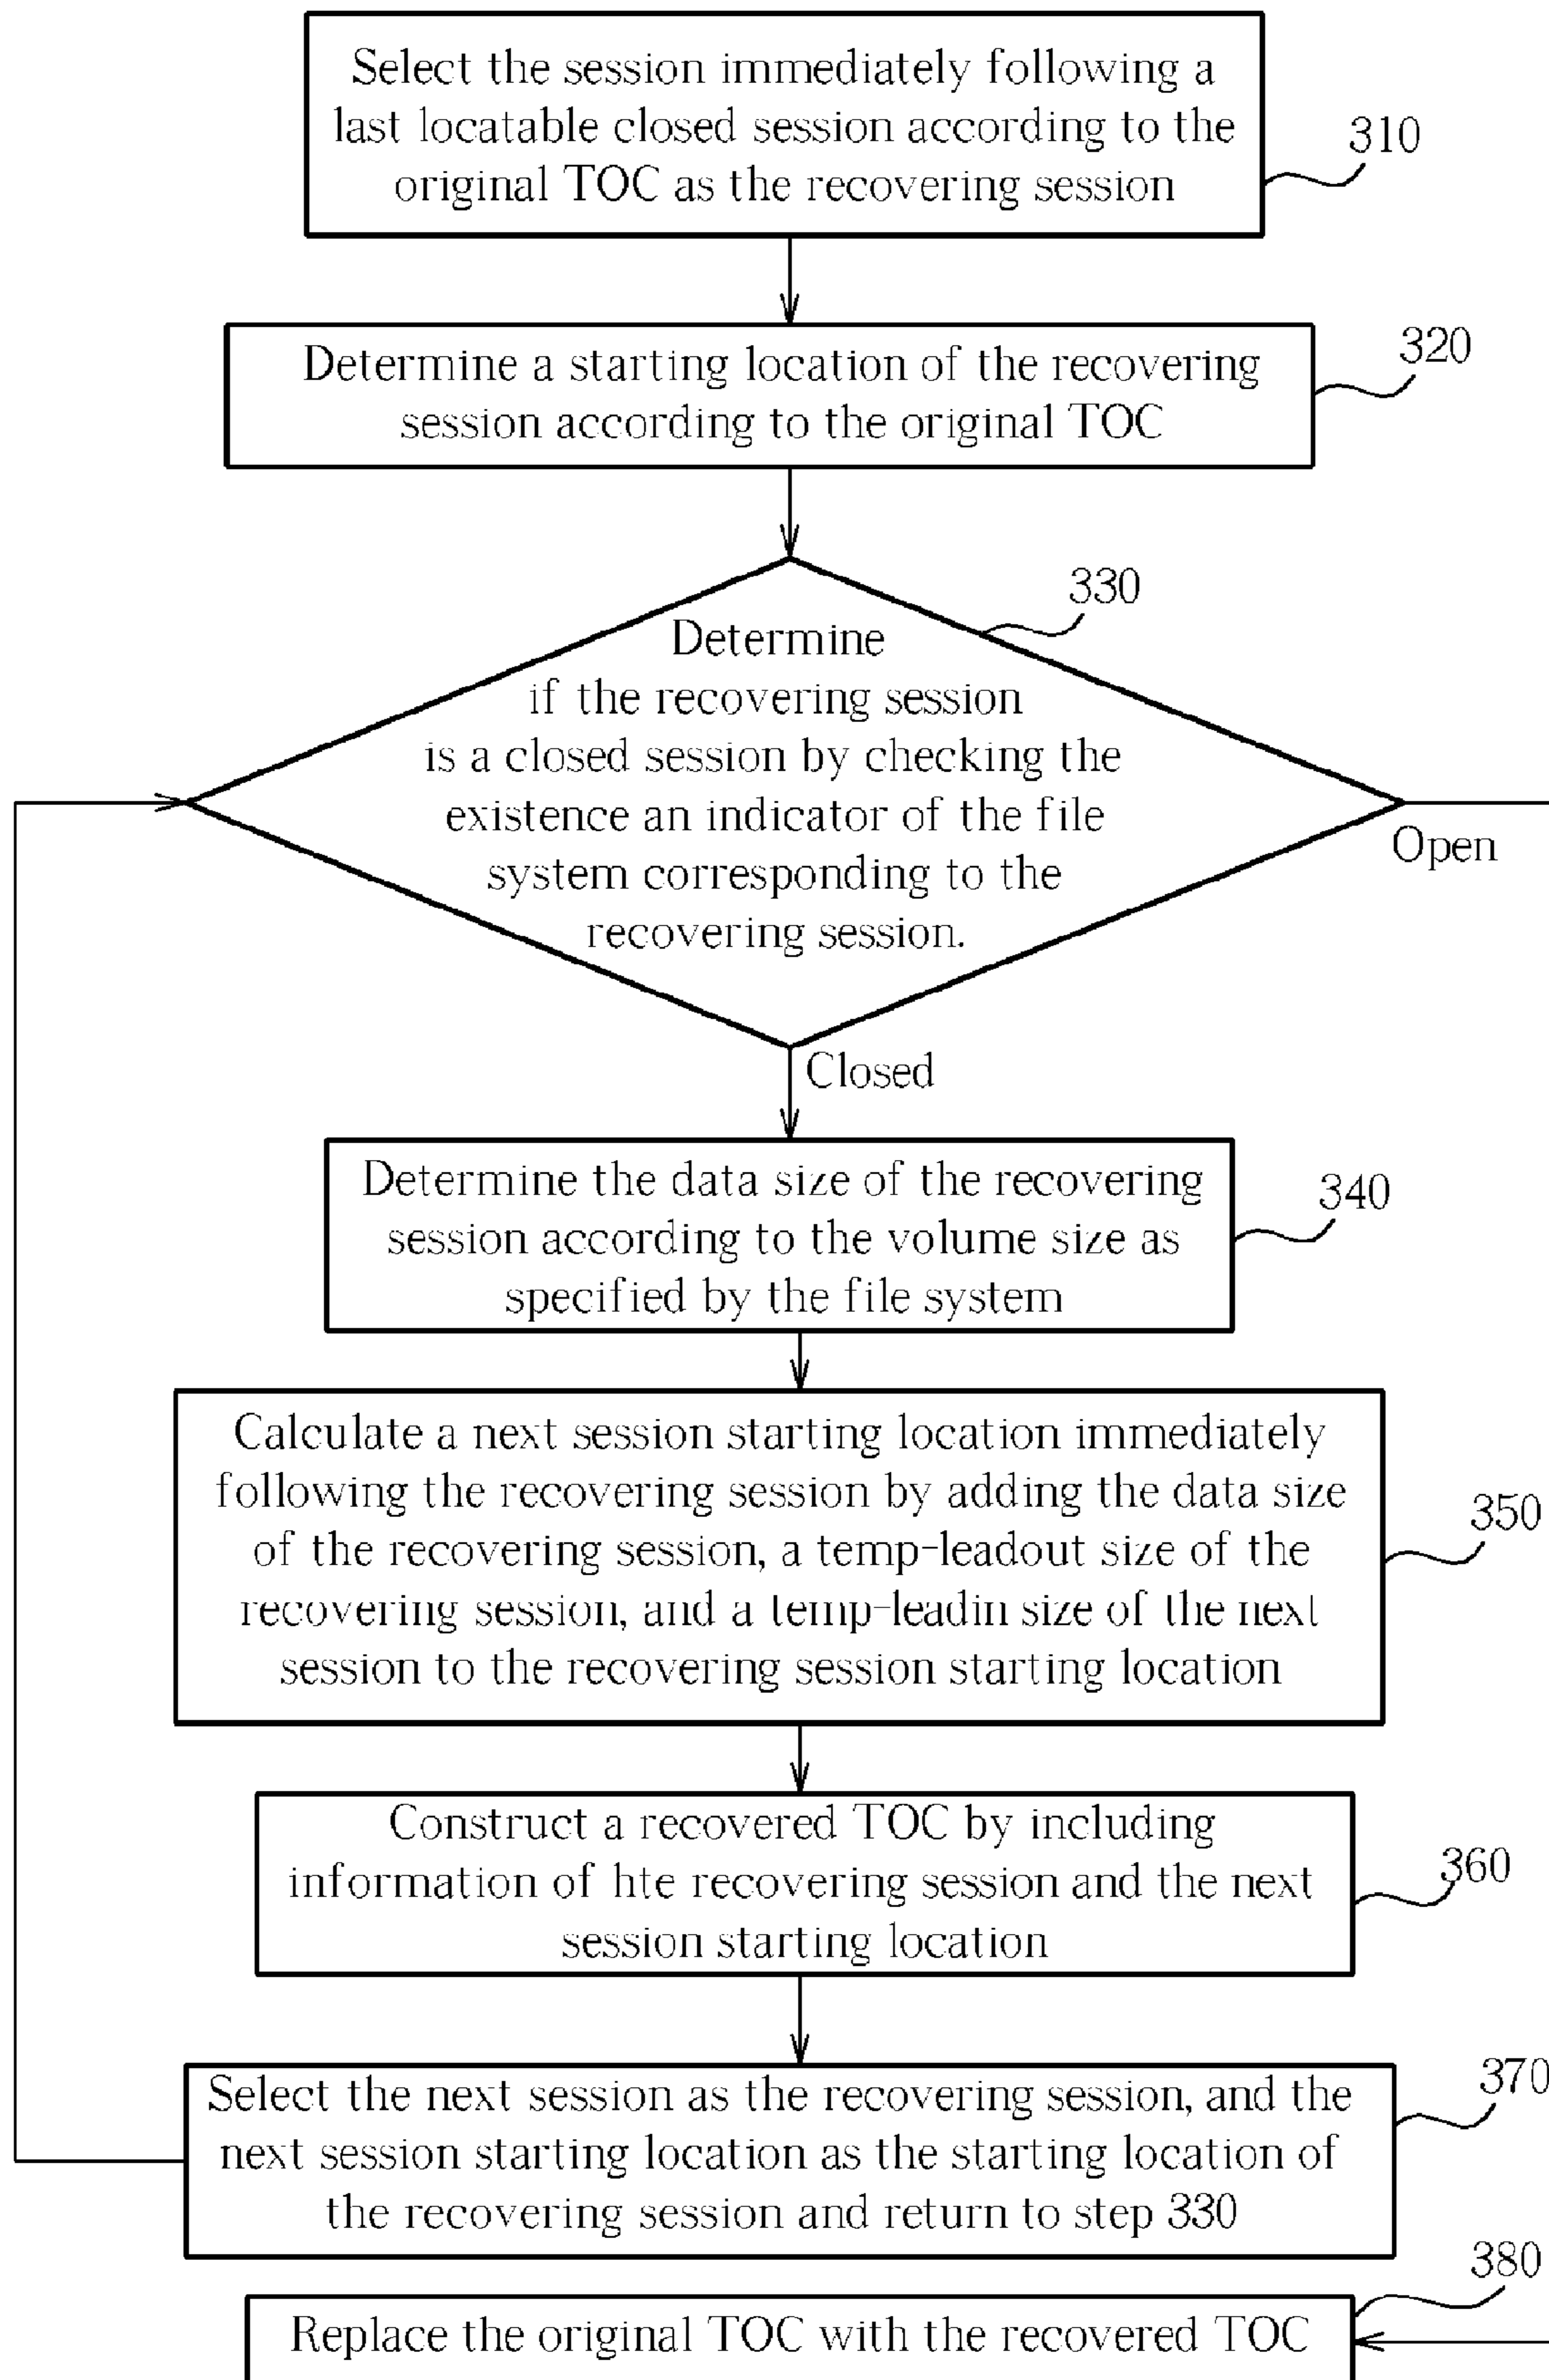 Select the session immediately following a
last locatable closed session according to the
original TOC as the recovering session
310
Determine a starting location of the recovering
session according to the original TOC
320
330
Determine
if the recovering session
is a closed session by checking the
existence an indicator of the file
system corresponding to the
recovering session.
Open
Closed
Determine the data size of the recovering
session according to the volume size as
specified by the file system
340
Calculate a next session starting location immediately
following the recovering session by adding the data size
of the recovering session, a temp-leadout size of the
recovering session, and a temp-leadin size of the next
session to the recovering session starting location
350
Construct a recovered TOC by including
information of hte recovering session and the next
session starting location
360
Select the next session as the recovering session, and the
next session starting location as the starting location of
the recovering session and return to step 330
370
380
Replace the original TOC with the recovered TOC